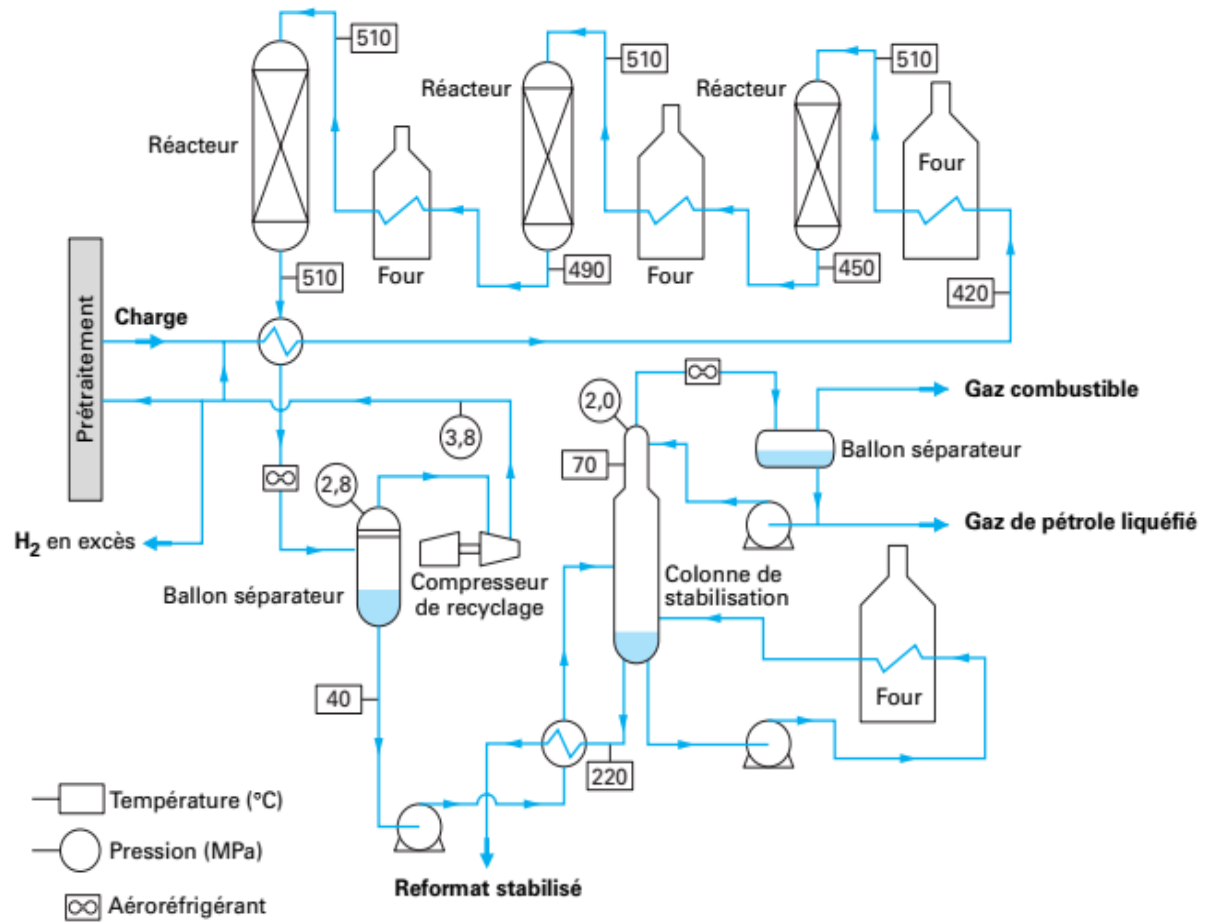 510
510
510
Réacteur
Réacteur
Réacteur
Four
Four
Four
490
450
510
420
Prétraitement
Charge
Gaz combustible
2,0
3,8
70
Ballon séparateur
2,8
H₂ en excès
Gaz de pétrole liquéfié
Compresseur
de recyclage
Ballon séparateur
Colonne de
stabilisation
Four
40
220
Température (°C)
Pression (MPa)
Reformat stabilisé
Aéroréfrigérant